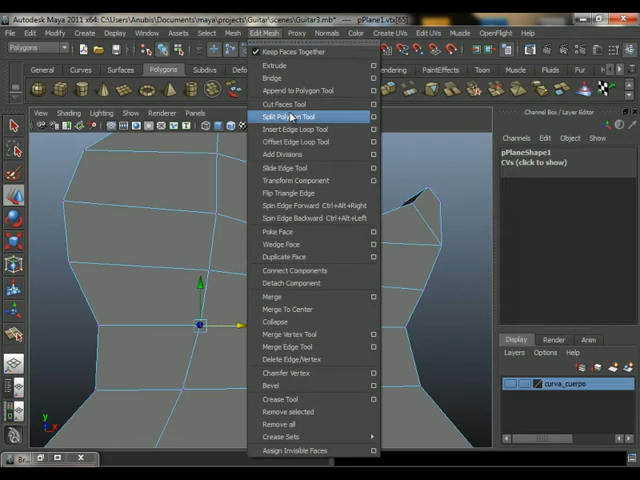 Autodesk Maya 2011 x64: C:\Users\Anubis\Documents\maya\projects\Guitar\scenes\Guitar3.mb* --- pPlane1.vtx[65]
File Edit Modify Create Display Window Assets Select Mesh Edit Mesh Proxy Normals Color Create UVs Edit UVs Muscle OpenFlight Help
Polygons
General Curves Surfaces Polygons PaintEffects Toon Muscle Fluids Fur
View Shading Lighting Show Renderer Panels
Channel Box / Layer Editor
Channels Edit Object Show
pPlaneShape1
CVs (click to show)
Keep Faces Together
Extrude
Bridge
Append to Polygon Tool
Cut Faces Tool
Split Polygon Tool
Insert Edge Loop Tool
Offset Edge Loop Tool
Add Divisions
Slide Edge Tool
Transform Component
Flip Triangle Edge
Spin Edge Forward Ctrl+Alt+Right
Spin Edge Backward Ctrl+Alt+Left
Poke Face
Wedge Face
Duplicate Face
Connect Components
Detach Component
Merge
Merge To Center
Collapse
Merge Vertex Tool
Merge Edge Tool
Delete Edge/Vertex
Chamfer Vertex
Bevel
Crease Tool
Remove selected
Remove all
Crease Sets
Assign Invisible Faces
Display Render Anim
Layers Options Help
curva_cuerpo
y
x
Br...